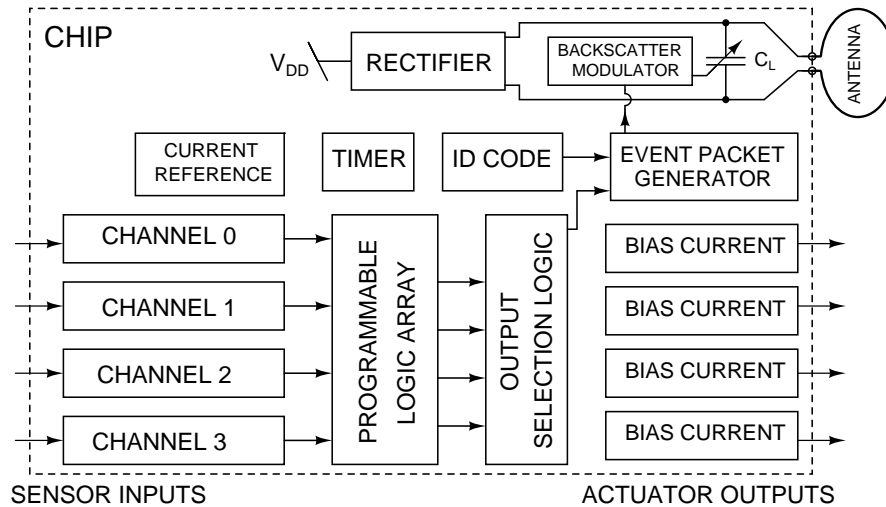 CHIP
V_DD
RECTIFIER
BACKSCATTER
MODULATOR
C_L
ANTENNA
CURRENT
REFERENCE
TIMER
ID CODE
EVENT PACKET
GENERATOR
CHANNEL 0
CHANNEL 1
CHANNEL 2
CHANNEL 3
PROGRAMMABLE
LOGIC ARRAY
OUTPUT
SELECTION LOGIC
BIAS CURRENT
BIAS CURRENT
BIAS CURRENT
BIAS CURRENT
SENSOR INPUTS
ACTUATOR OUTPUTS